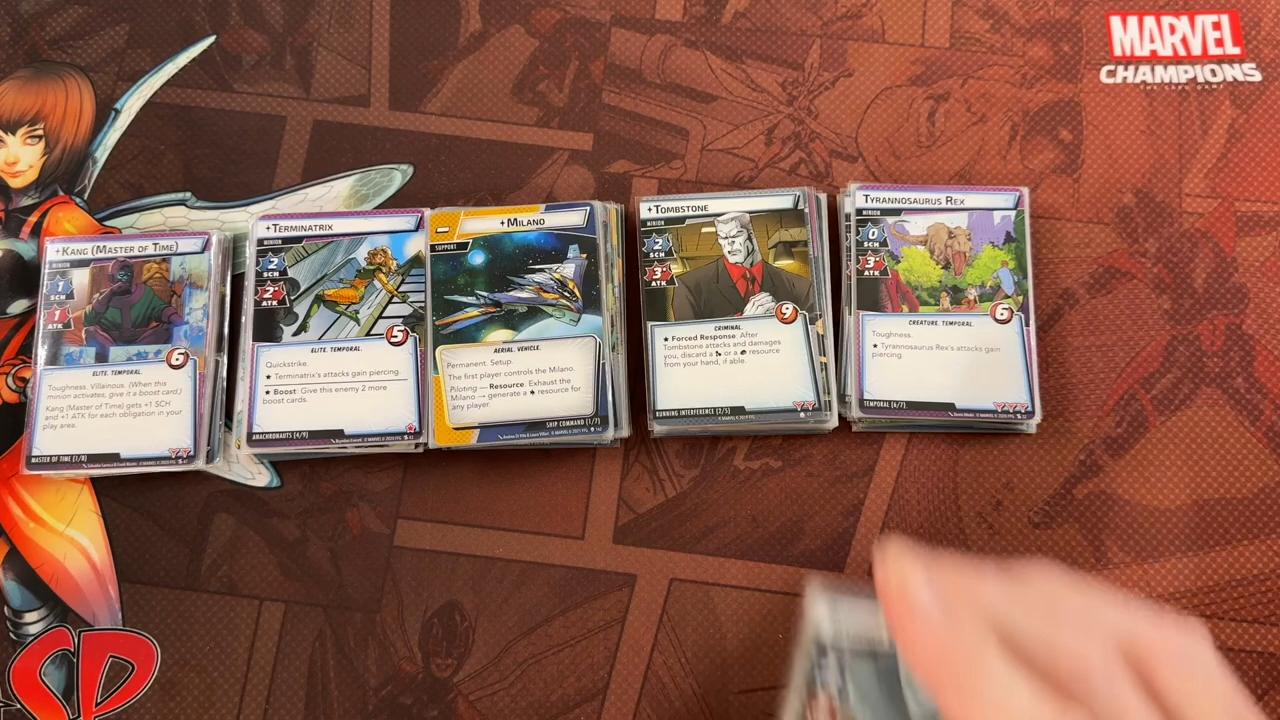 MARVEL
CHAMPIONS
THE CARD GAME
KANG (MASTER OF TIME)
MINION
1
SCH
1
ATK
6
ELITE. TEMPORAL.
Toughness. Villainous. (When this
minion activates, give it a boost card.)
Kang (Master of Time) gets +1 SCH
and +1 ATK for each obligation in your
play area.
MASTER OF TIME (1/8)
TERMINATRIX
MINION
2
SCH
2
ATK
5
ELITE. TEMPORAL.
Quickstrike.
★ Terminatrix's attacks gain piercing.
★ Boost: Give this enemy 2 more
boost cards.
ANACHRONAUTS (4/9)
MILANO
SUPPORT
AERIAL. VEHICLE.
Permanent. Setup.
The first player controls the Milano.
Piloting — Resource: Exhaust the
Milano → generate a resource for
any player.
SHIP COMMAND (1/7)
TOMBSTONE
MINION
2
SCH
3
ATK
9
CRIMINAL.
★ Forced Response: After
Tombstone attacks and damages
you, discard a or a resource
from your hand, if able.
RUNNING INTERFERENCE (2/5)
TYRANNOSAURUS REX
MINION
0
SCH
3
ATK
6
CREATURE. TEMPORAL.
Toughness.
★ Tyrannosaurus Rex's attacks gain
piercing.
TEMPORAL (6/7)
CD